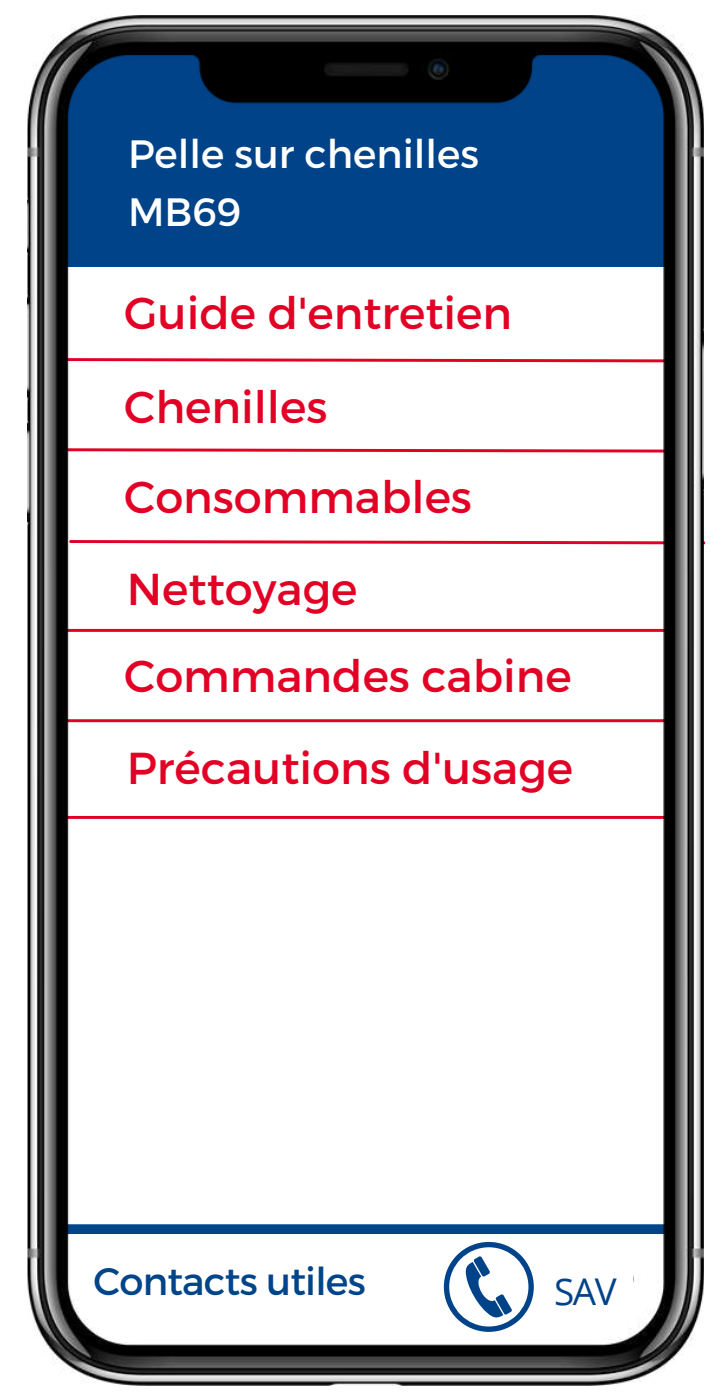 Pelle sur chenilles
MB69
Guide d'entretien
Chenilles
Consommables
Nettoyage
Commandes cabine
Précautions d'usage
Contacts utiles
SAV